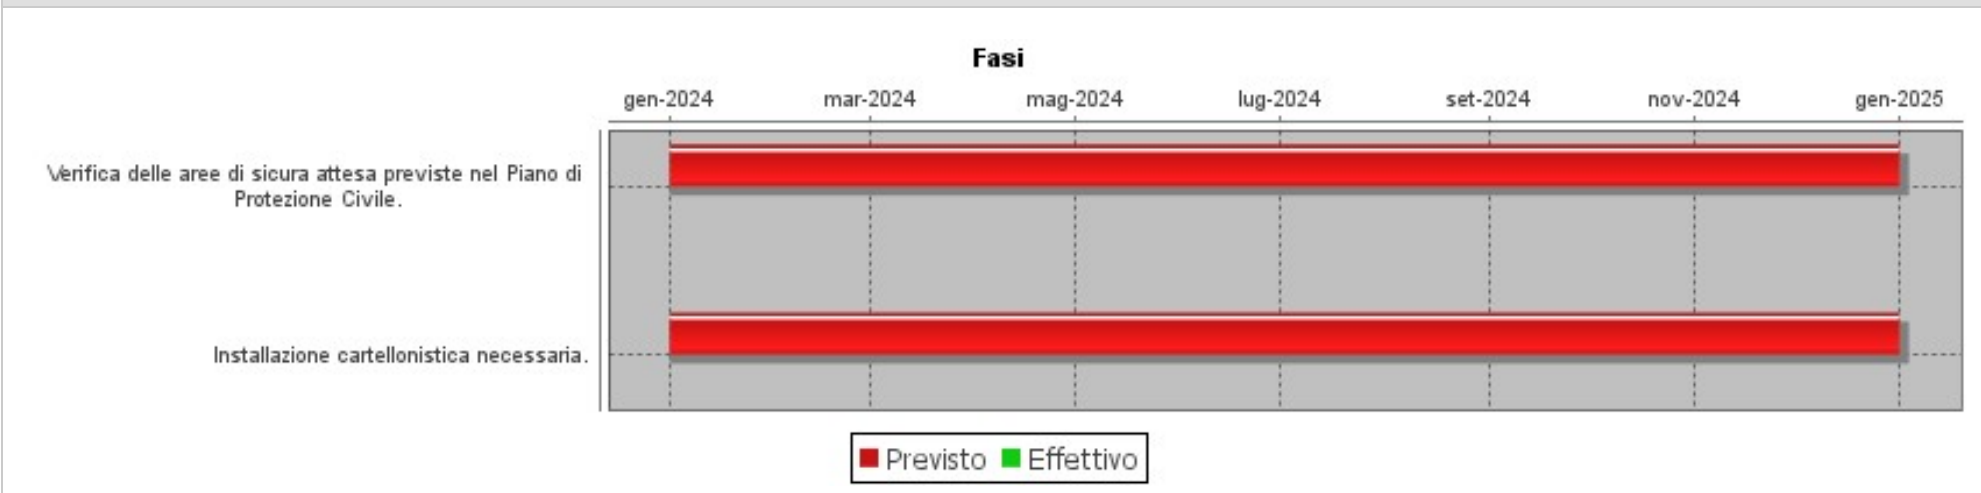 Fasi
gen-2024 mar-2024 mag-2024 lug-2024 set-2024 nov-2024 gen-2025
Verifica delle aree di sicura attesa previste nel Piano di
Protezione Civile.
Installazione cartellonistica necessaria.
Previsto Effettivo